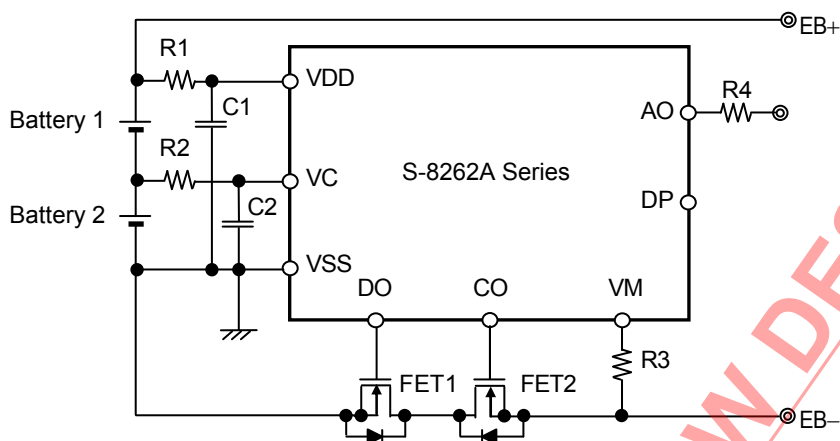 EB+
R1
VDD
C1
R4
AO
Battery 1
R2
VC
S-8262A Series
DP
Battery 2
C2
VSS
DO
CO
VM
R3
FET1
FET2
EB−
W DES